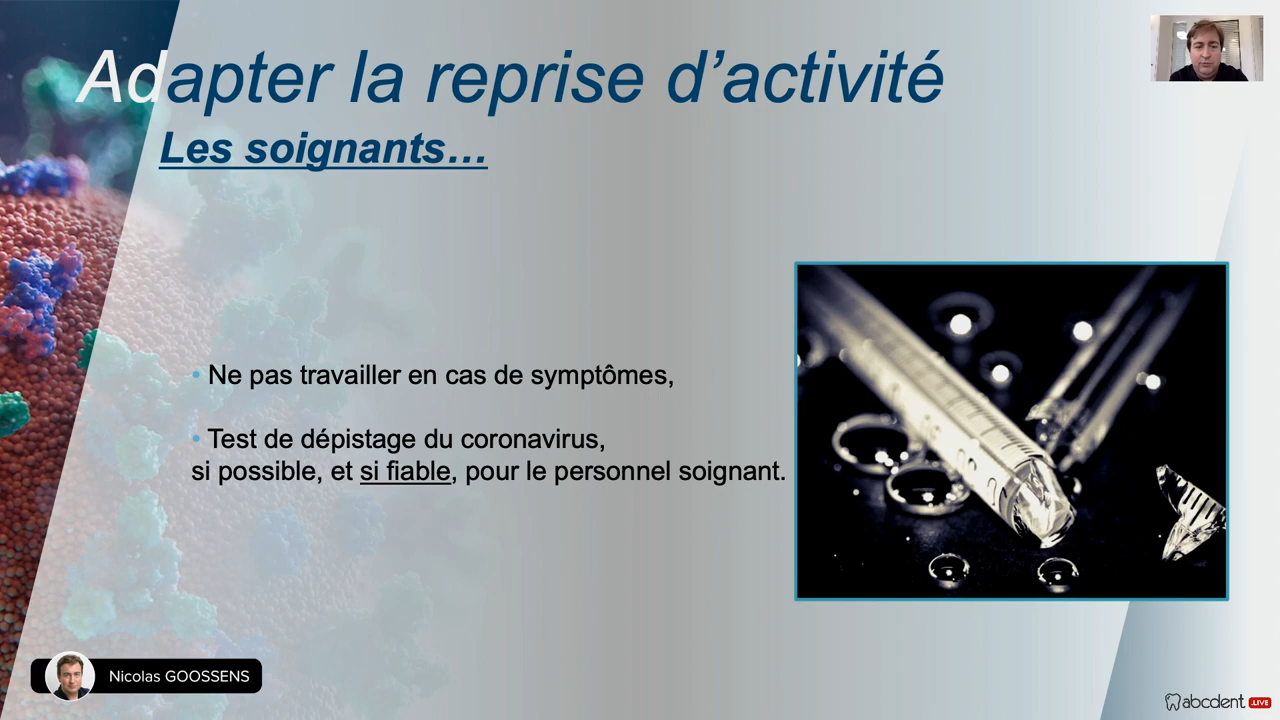 Adapter la reprise d’activité
Les soignants…
• Ne pas travailler en cas de symptômes,
• Test de dépistage du coronavirus,
si possible, et si fiable, pour le personnel soignant.
Nicolas GOOSSENS
abcdent .LIVE